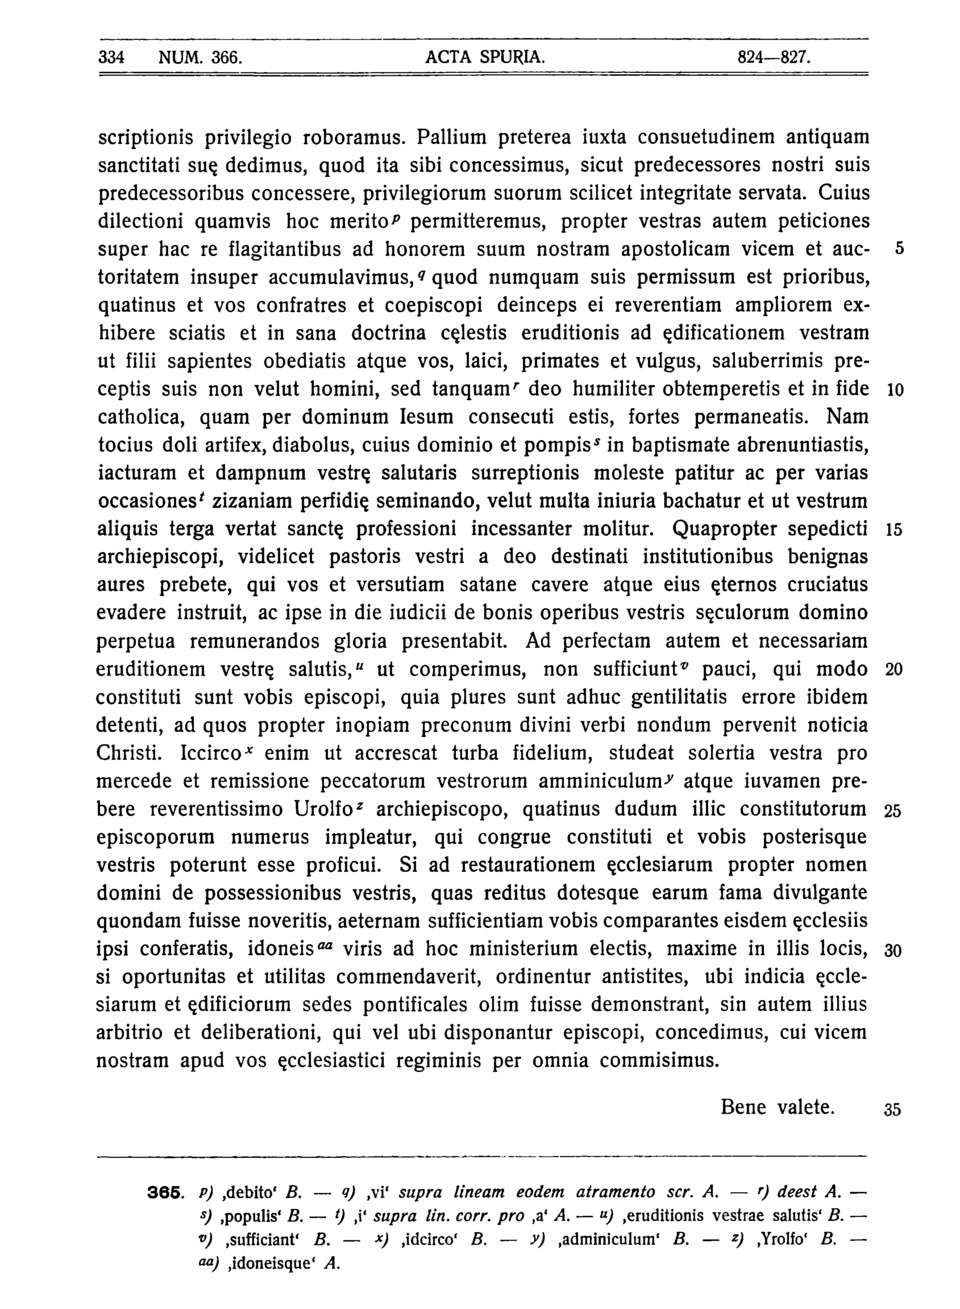 334 NUM. 366. ACTA SPURIA. 824—827.
scriptionis privilegio roboramus. Pallium preterea iuxta consuetudinem antiquam
sanctitati suę dedimus, quod ita sibi concessimus, sicut predecessores nostri suis
predecessoribus concessere, privilegiorum suorum scilicet integritate servata. Cuius
dilectioni quamvis hoc merito p permitteremus, propter vestras autem peticiones
super hac re flagitantibus ad honorem suum nostram apostolicam vicem et auc- 5
toritatem insuper accumulavimus, q quod numquam suis permissum est prioribus,
quatinus et vos confratres et coepiscopi deinceps ei reverentiam ampliorem ex-
hibere sciatis et in sana doctrina cęlestis eruditionis ad ędificationem vestram
ut filii sapientes obediatis atque vos, laici, primates et vulgus, saluberrimis pre-
ceptis suis non velut homini, sed tanquam r deo humiliter obtemperetis et in fide 10
catholica, quam per dominum Iesum consecuti estis, fortes permaneatis. Nam
tocius doli artifex, diabolus, cuius dominio et pompis s in baptismate abrenuntiastis,
iacturam et dampnum vestrę salutaris surreptionis moleste patitur ac per varias
occasiones t zizaniam perfidię seminando, velut multa iniuria bachatur et ut vestrum
aliquis terga vertat sanctę professioni incessanter molitur. Quapropter sepedicti 15
archiepiscopi, videlicet pastoris vestri a deo destinati institutionibus benignas
aures prebete, qui vos et versutiam satane cavere atque eius ęternos cruciatus
evadere instruit, ac ipse in die iudicii de bonis operibus vestris sęculorum domino
perpetua remunerandos gloria presentabit. Ad perfectam autem et necessariam
eruditionem vestrę salutis, u ut comperimus, non sufficiunt v pauci, qui modo 20
constituti sunt vobis episcopi, quia plures sunt adhuc gentilitatis errore ibidem
detenti, ad quos propter inopiam preconum divini verbi nondum pervenit noticia
Christi. Iccirco x enim ut accrescat turba fidelium, studeat solertia vestra pro
mercede et remissione peccatorum vestrorum amminiculum y atque iuvamen pre-
bere reverentissimo Urolfo z archiepiscopo, quatinus dudum illic constitutorum 25
episcoporum numerus impleatur, qui congrue constituti et vobis posterisque
vestris poterunt esse proficui. Si ad restaurationem ęcclesiarum propter nomen
domini de possessionibus vestris, quas reditus dotesque earum fama divulgante
quondam fuisse noveritis, aeternam sufficientiam vobis comparantes eisdem ęcclesiis
ipsi conferatis, idoneis aa viris ad hoc ministerium electis, maxime in illis locis, 30
si oportunitas et utilitas commendaverit, ordinentur antistites, ubi indicia ęccle-
siarum et ędificiorum sedes pontificales olim fuisse demonstrant, sin autem illius
arbitrio et deliberationi, qui vel ubi disponantur episcopi, concedimus, cui vicem
nostram apud vos ęcclesiastici regiminis per omnia commisimus.
Bene valete. 35
365. p) ‚debito‘ B. — q) ‚vi‘ supra lineam eodem atramento scr. A. — r) deest A. —
s) ‚populis‘ B. — t) ‚i‘ supra lin. corr. pro ‚a‘ A. — u) ‚eruditionis vestrae salutis‘ B. —
v) ‚sufficiant‘ B. — x) ‚idcirco‘ B. — y) ‚adminiculum‘ B. — z) ‚Yrolfo‘ B. —
aa) ‚idoneisque‘ A.